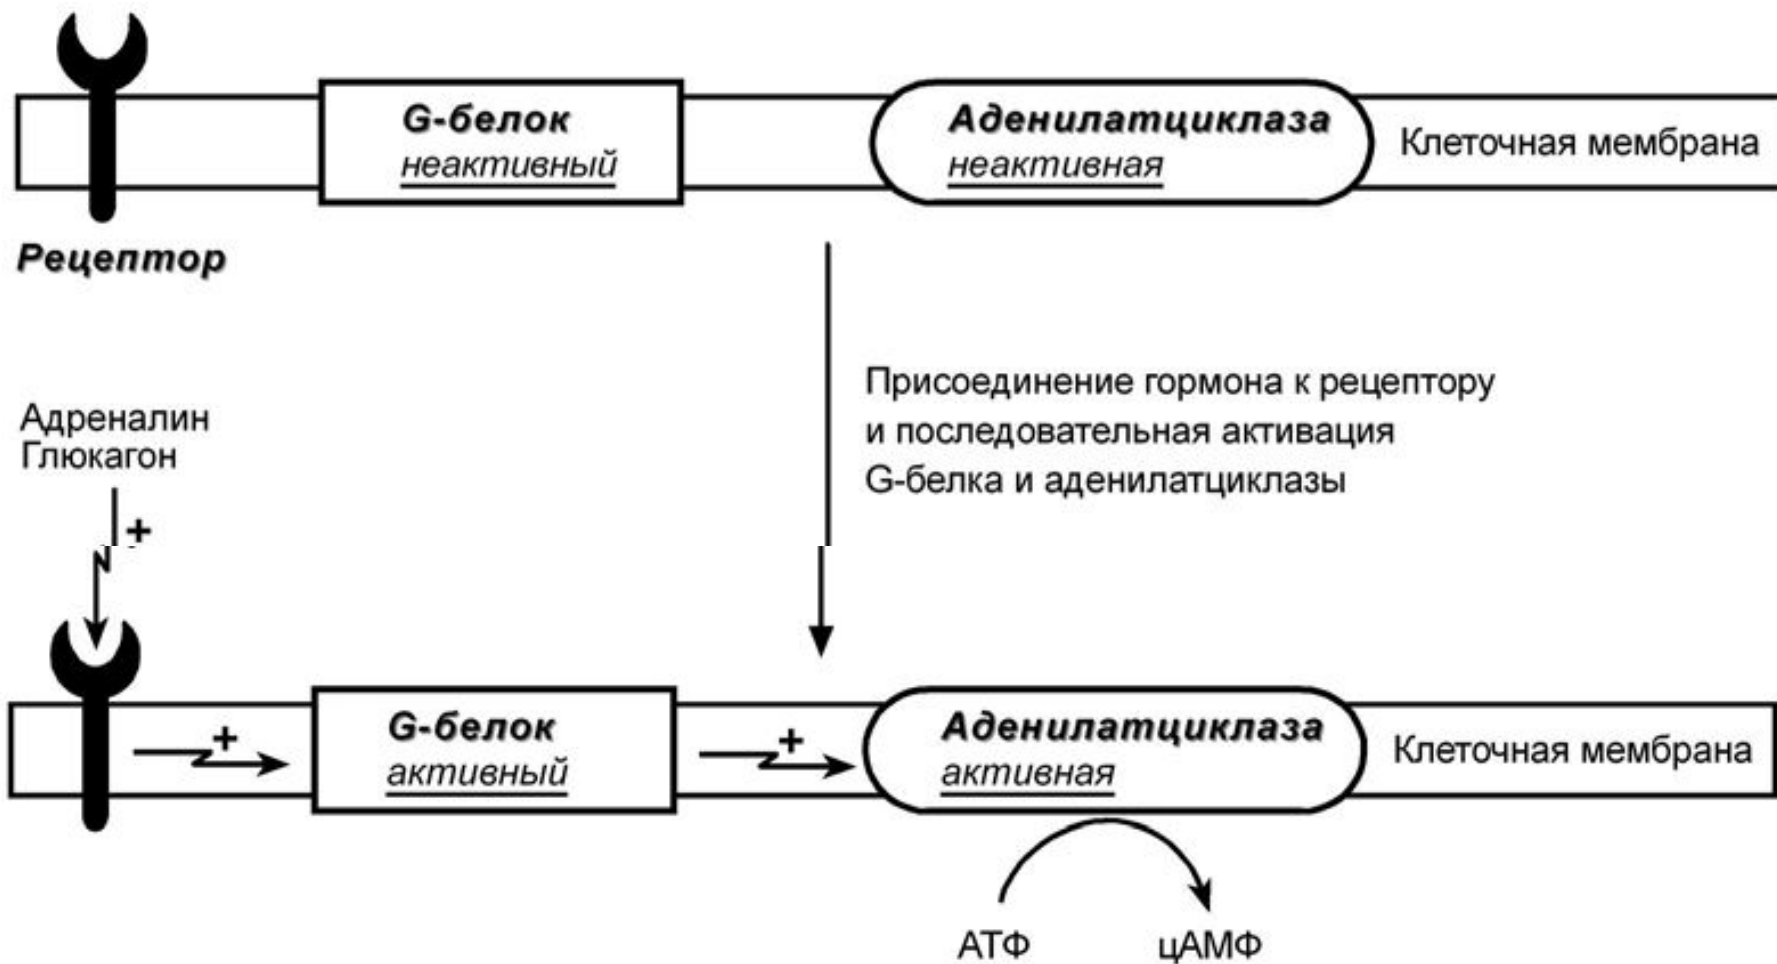 G-белок
неактивный
Аденилатциклаза
неактивная
Клеточная мембрана
Рецептор
Присоединение гормона к рецептору
и последовательная активация
G-белка и аденилатциклазы
Адреналин
Глюкагон
+
+
G-белок
активный
+
Аденилатциклаза
активная
Клеточная мембрана
АТФ
цАМФ